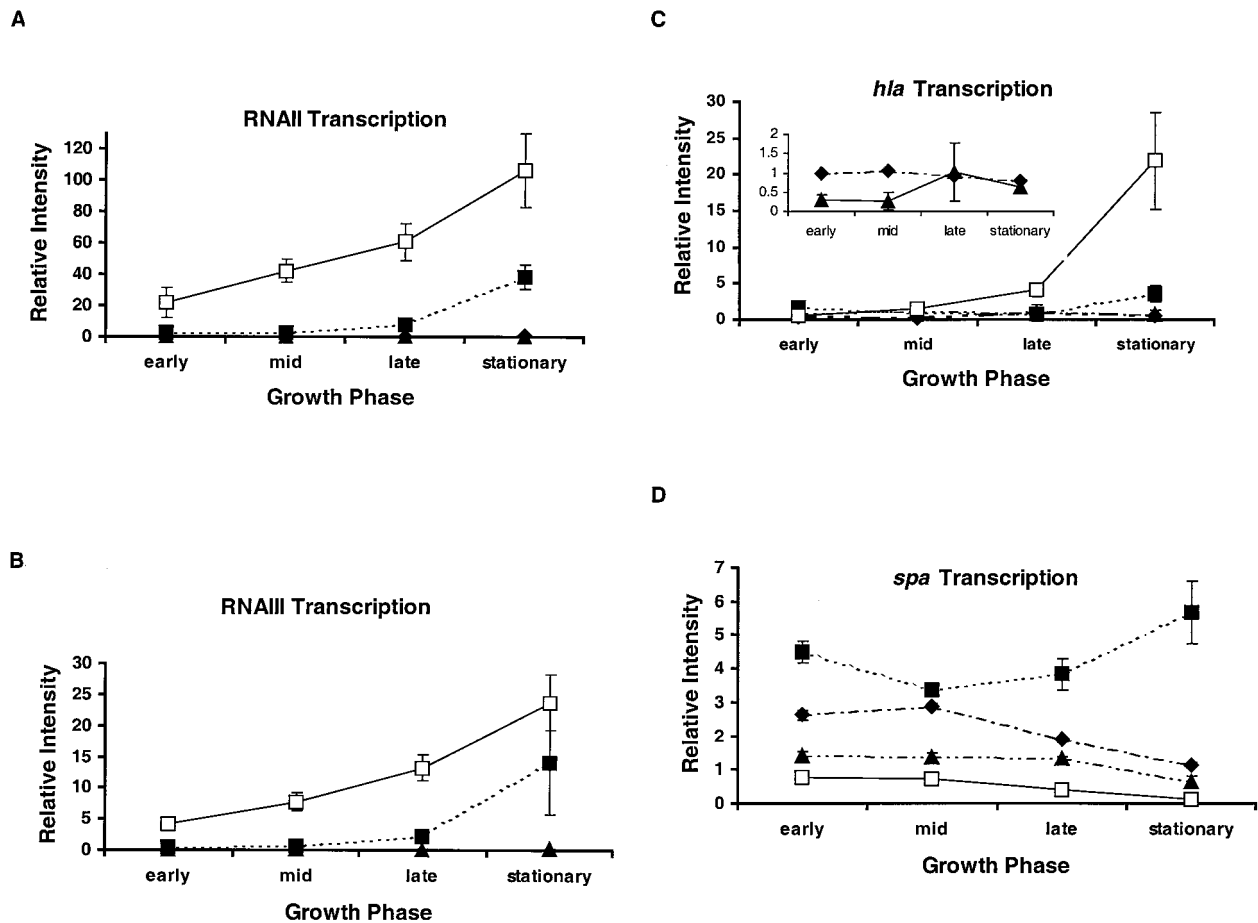 A
RNAII Transcription
Relative Intensity
120
100
80
60
40
20
0
early mid late stationary
Growth Phase
B
RNAIII Transcription
Relative Intensity
30
25
20
15
10
5
0
early mid late stationary
Growth Phase
C
hla Transcription
Relative Intensity
30
25
20
15
10
5
0
2
1.5
1
0.5
0
early mid late stationary
early mid late stationary
Growth Phase
D
spa Transcription
Relative Intensity
7
6
5
4
3
2
1
0
early mid late stationary
Growth Phase